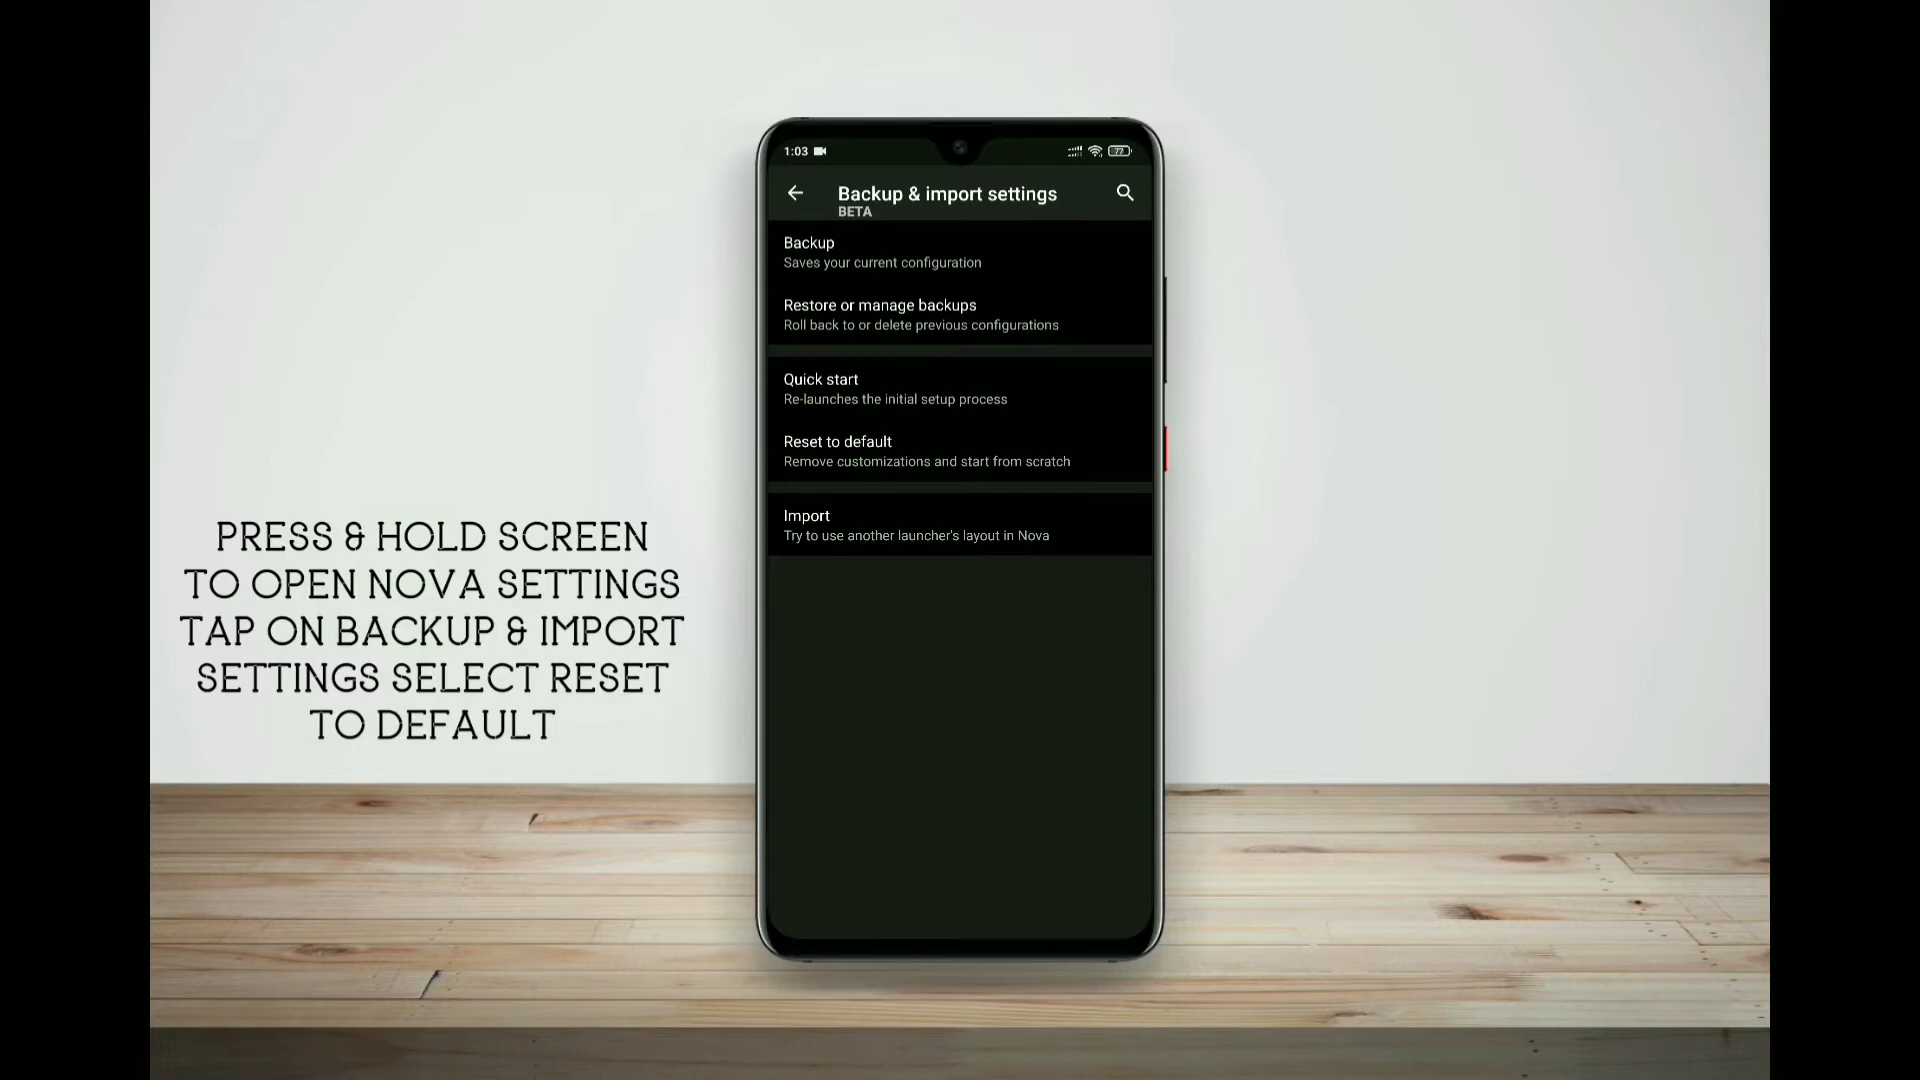 1:03
77
Backup & import settings
BETA
Backup
Saves your current configuration
Restore or manage backups
Roll back to or delete previous configurations
Quick start
Re-launches the initial setup process
Reset to default
Remove customizations and start from scratch
Import
Try to use another launcher's layout in Nova
PRESS & HOLD SCREEN
TO OPEN NOVA SETTINGS
TAP ON BACKUP & IMPORT
SETTINGS SELECT RESET
TO DEFAULT